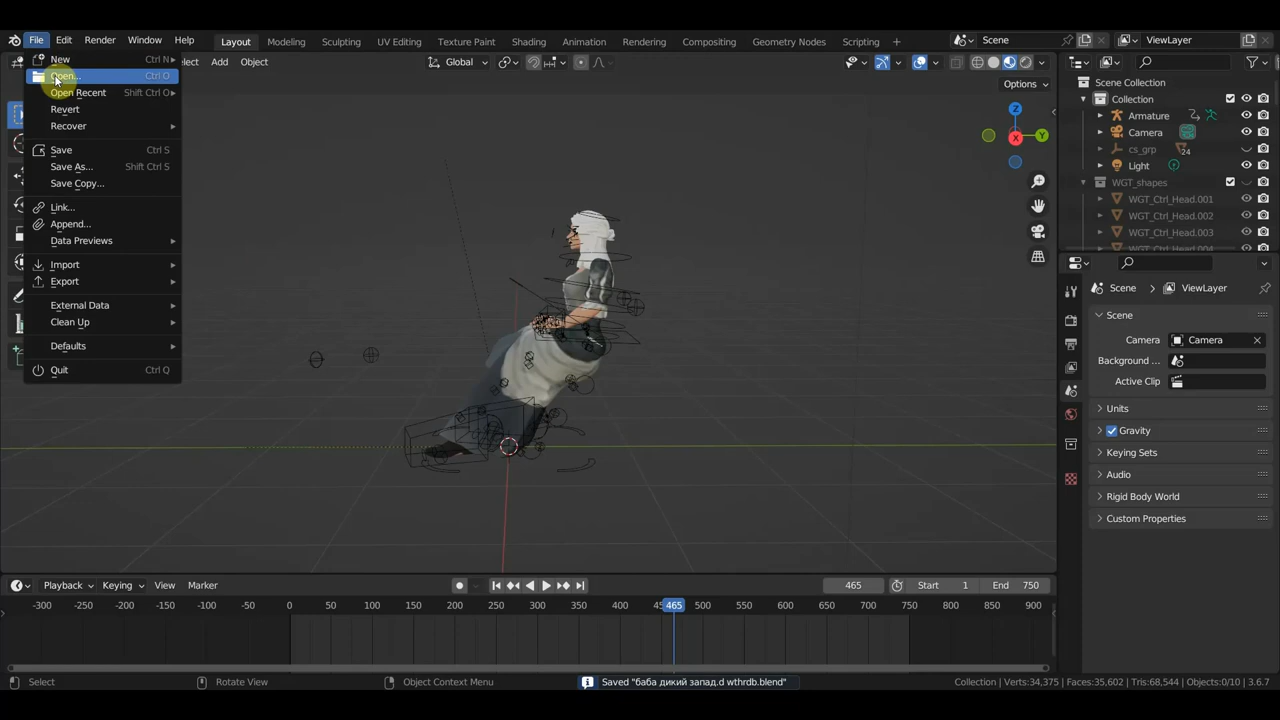 File Edit Render Window Help Layout Modeling Sculpting UV Editing Texture Paint Shading Animation Rendering Compositing Geometry Nodes Scripting Scene ViewLayer
New Ctrl N
Open... Ctrl O
Open Recent Shift Ctrl O
Revert
Recover
Save Ctrl S
Save As... Shift Ctrl S
Save Copy...
Link...
Append...
Data Previews
Import
Export
External Data
Clean Up
Defaults
Quit Ctrl Q
Add Object Global
Options
X Y Z
Scene Collection
Collection
Armature
Camera
cs_grp 24
Light
WGT_shapes
WGT_Ctrl_Head.001
WGT_Ctrl_Head.002
WGT_Ctrl_Head.003
Scene ViewLayer
Scene
Camera Camera
Background ...
Active Clip
Units
Gravity
Keying Sets
Audio
Rigid Body World
Custom Properties
Playback Keying View Marker 465 Start 1 End 750
-300 -250 -200 -150 -100 -50 0 50 100 150 200 250 300 350 400 465 500 550 600 650 700 750 800 850 900
Select Rotate View Object Context Menu Saved "баба дикий запад.d wthrdb.blend" Collection | Verts:34,375 | Faces:35,602 | Tris:68,544 | Objects:0/210 | 3.6.7